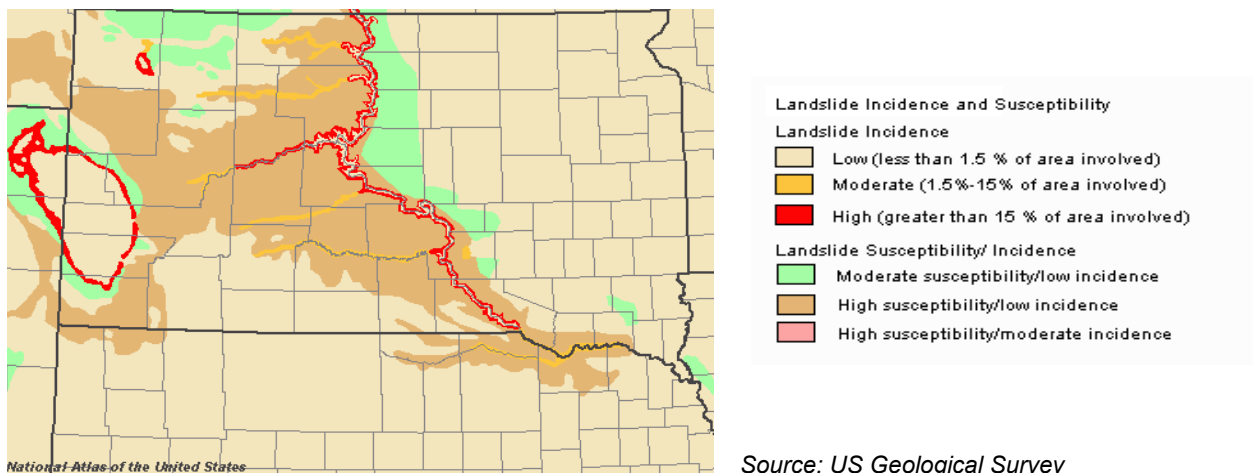 Landslide Incidence and Susceptibility
Landslide Incidence
Low (less than 1.5 % of area involved)
Moderate (1.5%-15% of area involved)
High (greater than 15 % of area involved)
Landslide Susceptibility/ Incidence
Moderate susceptibility/low incidence
High susceptibility/low incidence
High susceptibility/moderate incidence
National Atlas of the United States
Source: US Geological Survey